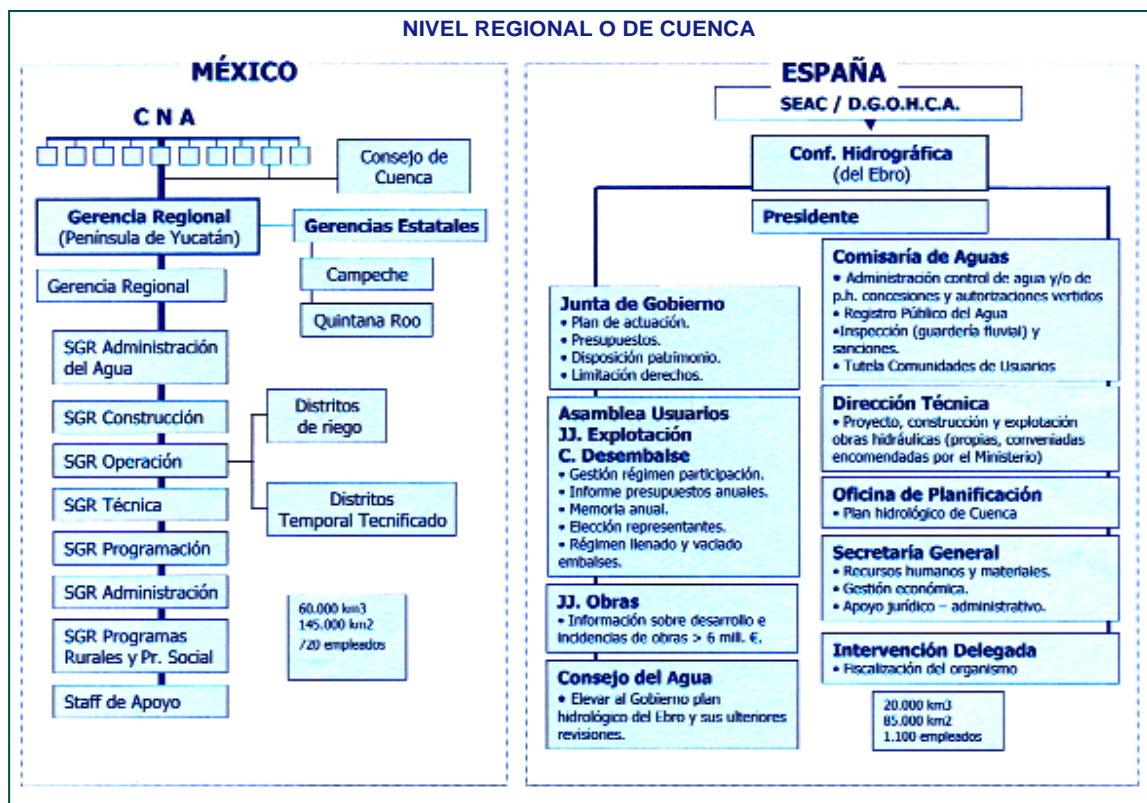 NIVEL REGIONAL O DE CUENCA
MÉXICO
C N A
Consejo de
Cuenca
Gerencia Regional
(Península de Yucatán)
Gerencias Estatales
Gerencia Regional
Campeche
Quintana Roo
SGR Administración
del Agua
SGR Construcción
Distritos
de riego
SGR Operación
SGR Técnica
Distritos
Temporal Tecnificado
SGR Programación
SGR Administración
SGR Programas
Rurales y Pr. Social
Staff de Apoyo
60.000 km3
145.000 km2
720 empleados
ESPAÑA
SEAC / D.G.O.H.C.A.
Conf. Hidrográfica
(del Ebro)
Presidente
Junta de Gobierno
• Plan de actuación.
• Presupuestos.
• Disposición patrimonio.
• Limitación derechos.
Asamblea Usuarios
JJ. Explotación
C. Desembalse
• Gestión régimen participación.
• Informe presupuestos anuales.
• Memoria anual.
• Elección representantes.
• Régimen llenado y vaciado
embalses.
JJ. Obras
• Información sobre desarrollo e
incidencias de obras > 6 mill. €.
Consejo del Agua
• Elevar al Gobierno plan
hidrológico del Ebro y sus ulteriores
revisiones.
Comisaría de Aguas
• Administración control de agua y/o de
p.h. concesiones y autorizaciones vertidos
• Registro Público del Agua
•Inspección (guardería fluvial) y
sanciones.
• Tutela Comunidades de Usuarios
Dirección Técnica
• Proyecto, construcción y explotación
obras hidráulicas (propias, conveniadas
encomendadas por el Ministerio)
Oficina de Planificación
• Plan hidrológico de Cuenca
Secretaría General
• Recursos humanos y materiales.
• Gestión económica.
• Apoyo jurídico – administrativo.
Intervención Delegada
• Fiscalización del organismo
20.000 km3
85.000 km2
1.100 empleados